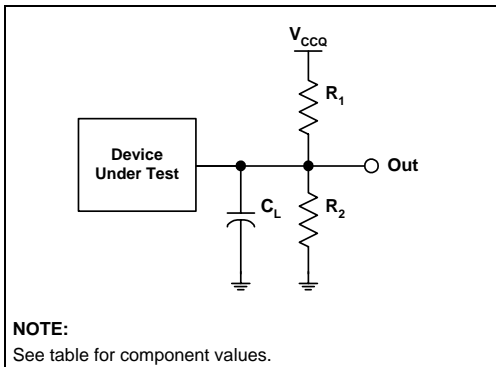 VCCQ
R1
Device
Under Test
Out
CL
R2
NOTE:
See table for component values.